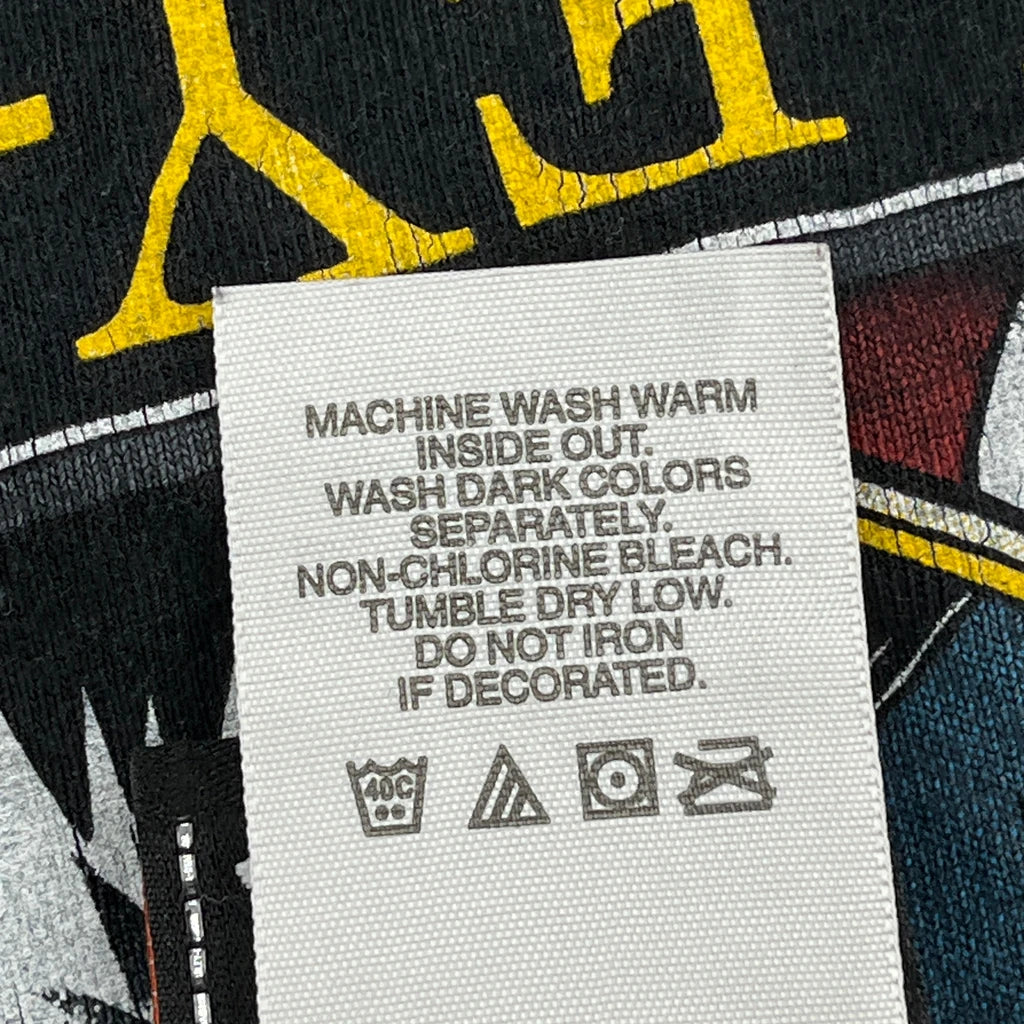 EY
MACHINE WASH WARM
INSIDE OUT.
WASH DARK COLORS
SEPARATELY.
NON-CHLORINE BLEACH.
TUMBLE DRY LOW.
DO NOT IRON
IF DECORATED.
40C